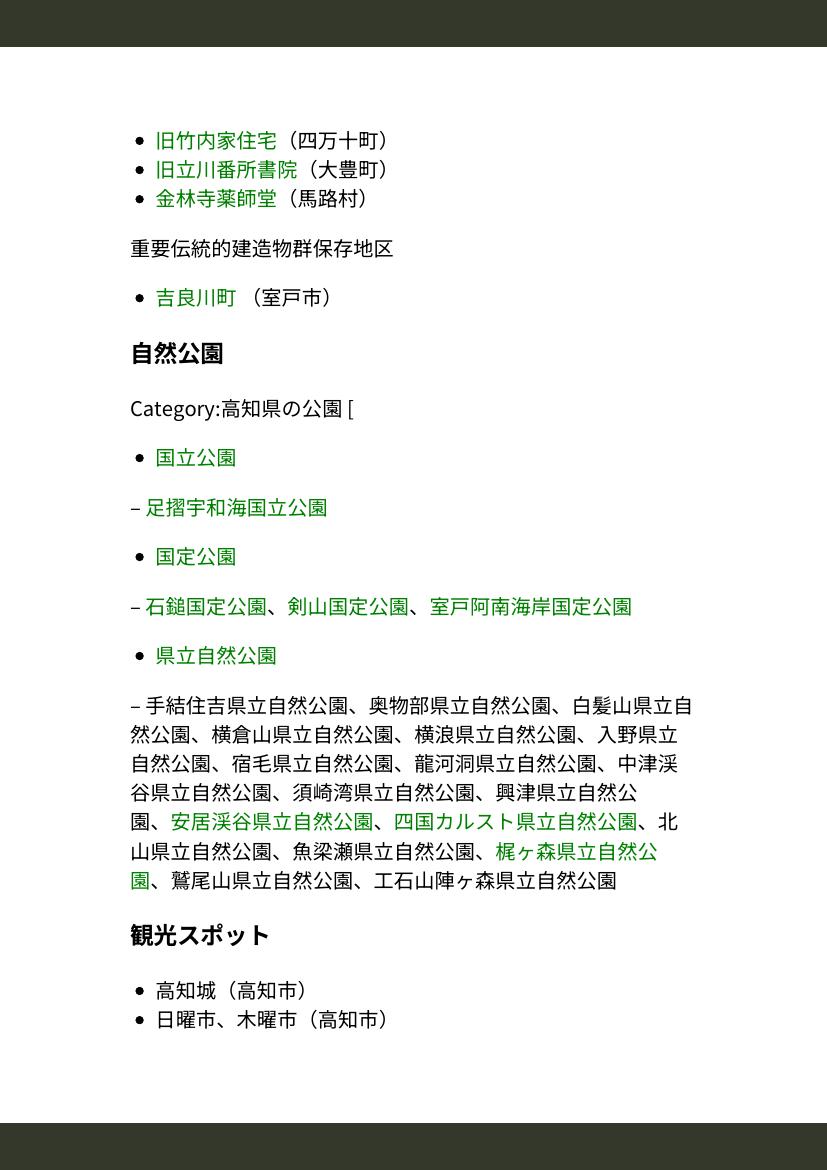 • 旧竹内家住宅（四万十町）
• 旧立川番所書院（大豊町）
• 金林寺薬師堂（馬路村）
重要伝統的建造物群保存地区
• 吉良川町 （室戸市）
自然公園
Category:高知県の公園 [
• 国立公園
– 足摺宇和海国立公園
• 国定公園
– 石鎚国定公園、剣山国定公園、室戸阿南海岸国定公園
• 県立自然公園
– 手結住吉県立自然公園、奥物部県立自然公園、白髪山県立自
然公園、横倉山県立自然公園、横浪県立自然公園、入野県立
自然公園、宿毛県立自然公園、龍河洞県立自然公園、中津渓
谷県立自然公園、須崎湾県立自然公園、興津県立自然公
園、安居渓谷県立自然公園、四国カルスト県立自然公園、北
山県立自然公園、魚梁瀬県立自然公園、梶ヶ森県立自然公
園、鷲尾山県立自然公園、工石山陣ヶ森県立自然公園
観光スポット
• 高知城（高知市）
• 日曜市、木曜市（高知市）